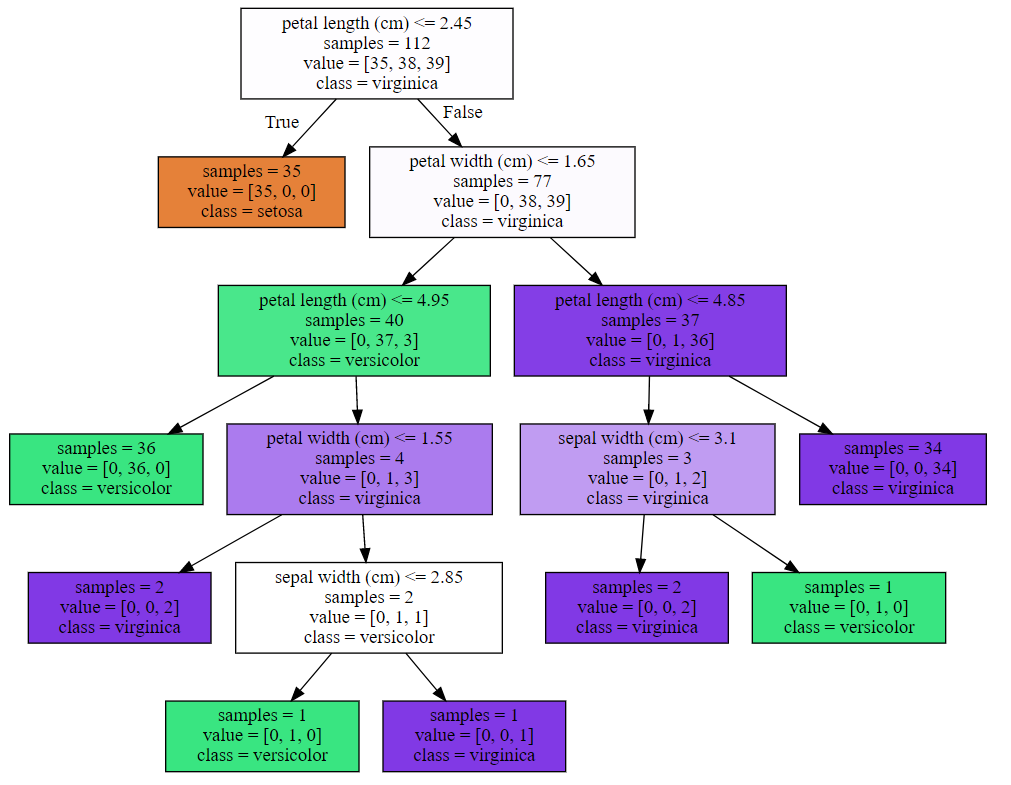 petal length (cm) <= 2.45
samples = 112
value = [35, 38, 39]
class = virginica
True
False
samples = 35
value = [35, 0, 0]
class = setosa
petal width (cm) <= 1.65
samples = 77
value = [0, 38, 39]
class = virginica
petal length (cm) <= 4.95
samples = 40
value = [0, 37, 3]
class = versicolor
petal length (cm) <= 4.85
samples = 37
value = [0, 1, 36]
class = virginica
samples = 36
value = [0, 36, 0]
class = versicolor
petal width (cm) <= 1.55
samples = 4
value = [0, 1, 3]
class = virginica
sepal width (cm) <= 3.1
samples = 3
value = [0, 1, 2]
class = virginica
samples = 34
value = [0, 0, 34]
class = virginica
samples = 2
value = [0, 0, 2]
class = virginica
sepal width (cm) <= 2.85
samples = 2
value = [0, 1, 1]
class = versicolor
samples = 2
value = [0, 0, 2]
class = virginica
samples = 1
value = [0, 1, 0]
class = versicolor
samples = 1
value = [0, 1, 0]
class = versicolor
samples = 1
value = [0, 0, 1]
class = virginica